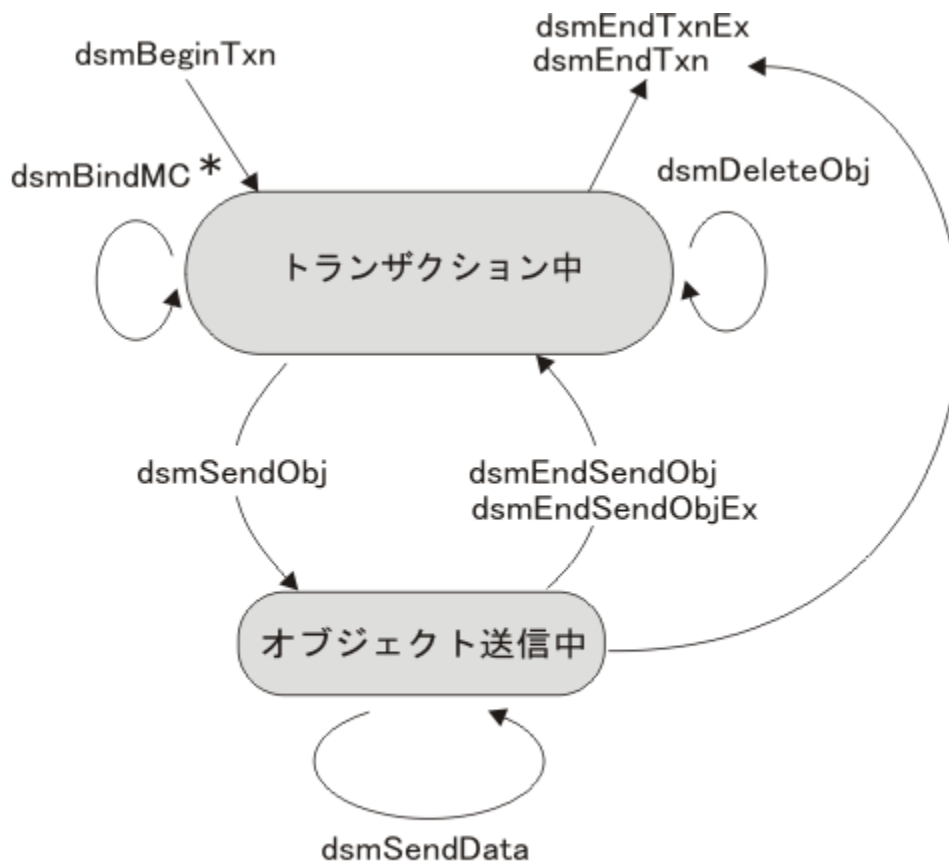 dsmBeginTxn
dsmEndTxnEx
dsmEndTxn
dsmBindMC *
dsmDeleteObj
トランザクション中
dsmSendObj
dsmEndSendObj
dsmEndSendObjEx
オブジェクト送信中
dsmSendData